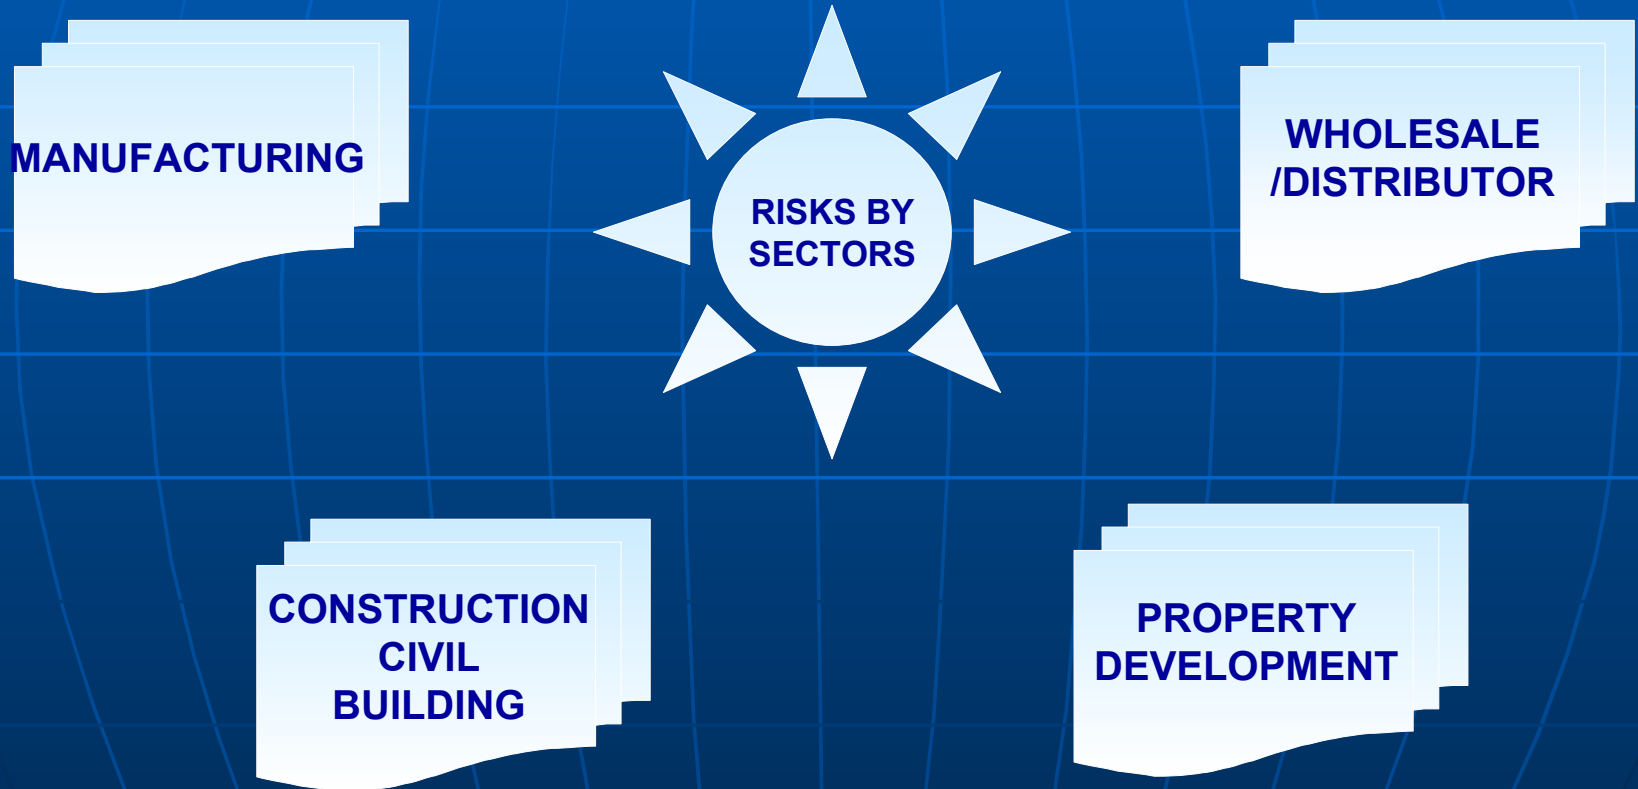 MANUFACTURING
RISKS BY
SECTORS
WHOLESALE
/DISTRIBUTOR
CONSTRUCTION
CIVIL
BUILDING
PROPERTY
DEVELOPMENT